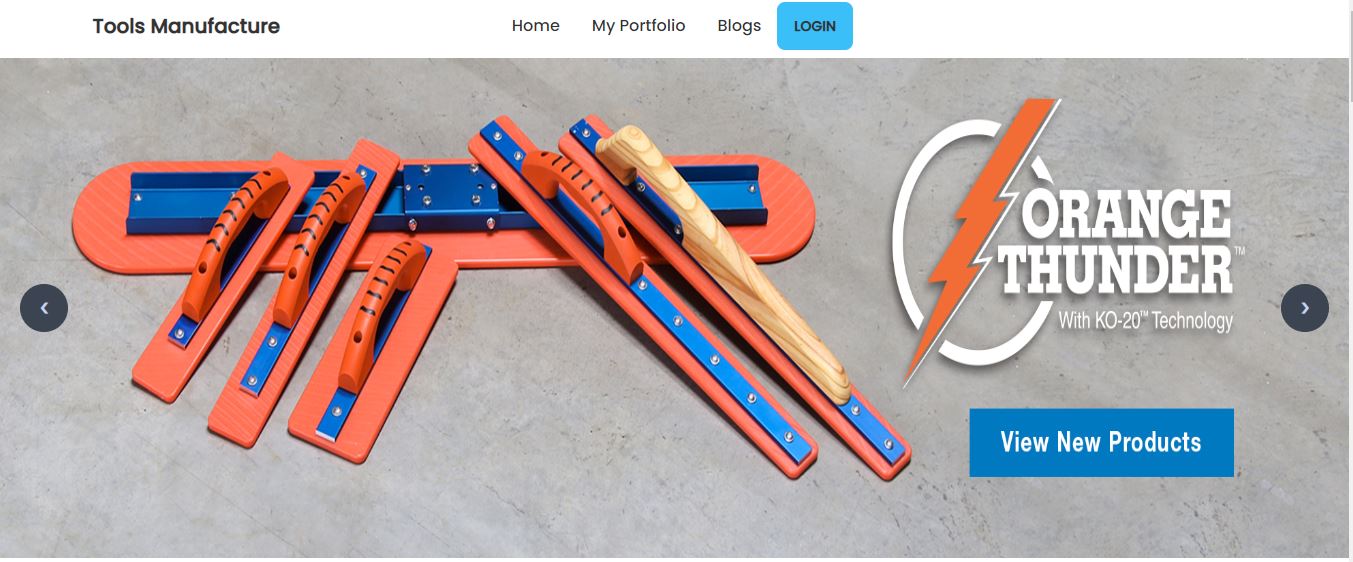 Tools Manufacture
Home My Portfolio Blogs LOGIN
ORANGE
THUNDER™
With KO-20™ Technology
View New Products